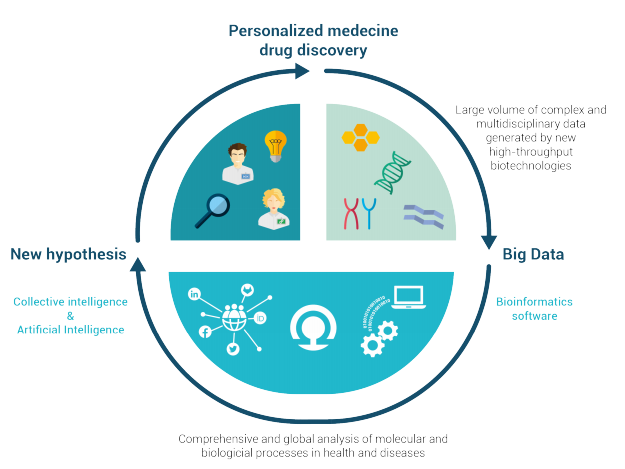 Personalized medecine
drug discovery
Large volume of complex and
multidisciplinary data
generated by new
high-throughput
biotechnologies
New hypothesis
Big Data
Collective intelligence
&
Artificial Intelligence
Bioinformatics
software
in
iD
Comprehensive and global analysis of molecular and
biologicial processes in health and diseases